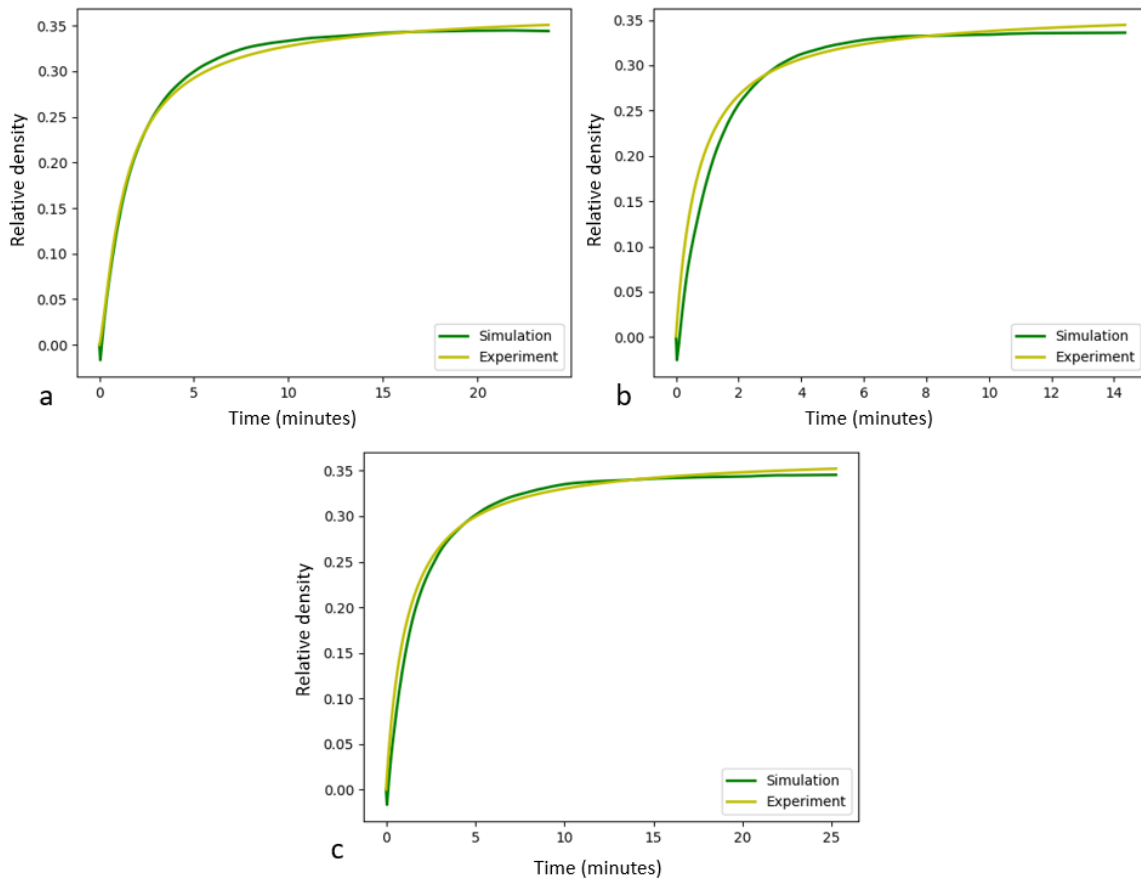 0.35
0.30
0.25
0.20
0.15
0.10
0.05
0.00
Relative density
0 5 10 15 20
Time (minutes)
Simulation
Experiment
a
0.35
0.30
0.25
0.20
0.15
0.10
0.05
0.00
Relative density
0 2 4 6 8 10 12 14
Time (minutes)
Simulation
Experiment
b
0.35
0.30
0.25
0.20
0.15
0.10
0.05
0.00
Relative density
0 5 10 15 20 25
Time (minutes)
Simulation
Experiment
c